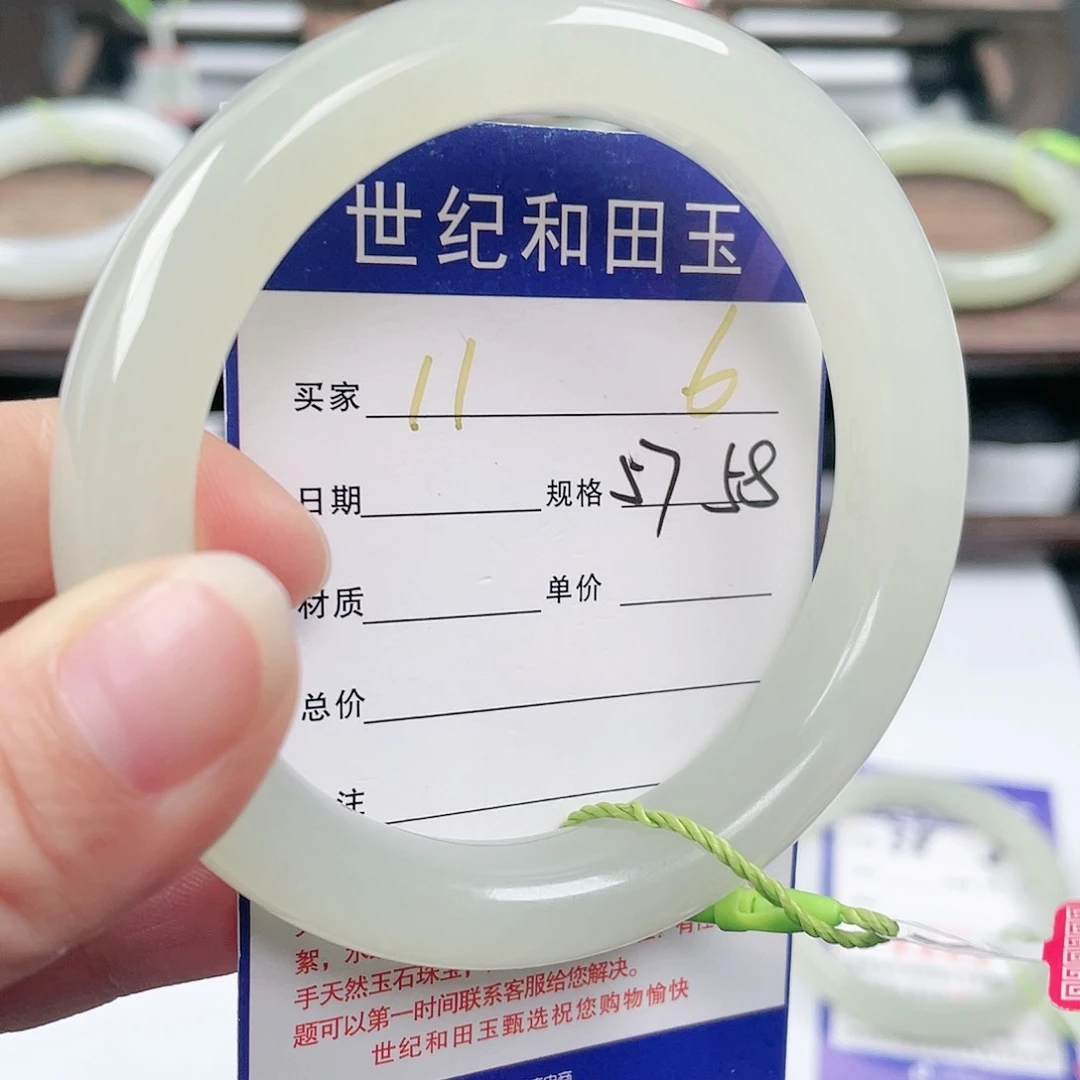 世纪和田玉
买家 11 6
日期 规格 57 58
材质 单价
总价
注
絮，水
手天然玉石珠宝，
题可以第一时间联系客服给您解决。
世纪和田玉甄选祝您购物愉快